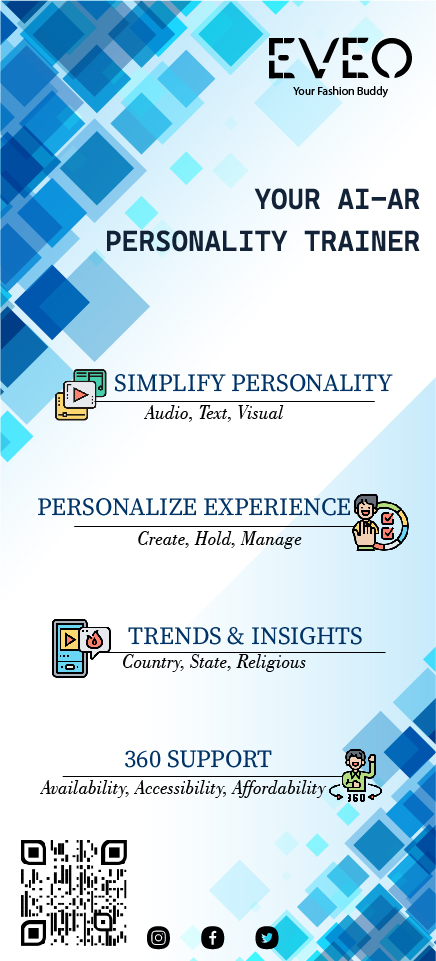 EVEO
Your Fashion Buddy
YOUR AI-AR
PERSONALITY TRAINER
SIMPLIFY PERSONALITY
Audio, Text, Visual
PERSONALIZE EXPERIENCE
Create, Hold, Manage
TRENDS & INSIGHTS
Country, State, Religious
360 SUPPORT
Availability, Accessibility, Affordability
360